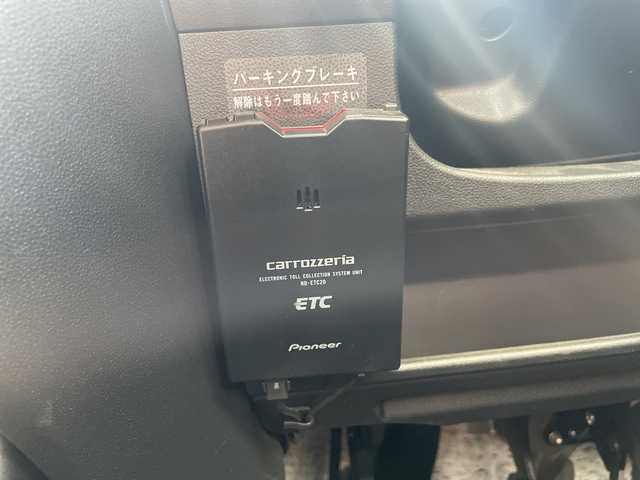 パーキングブレーキ
解除はもう一度踏んで下さい
carrozzeria
ELECTRONIC TOLL COLLECTION SYSTEM UNIT
ND-ETC20
ETC
Pioneer